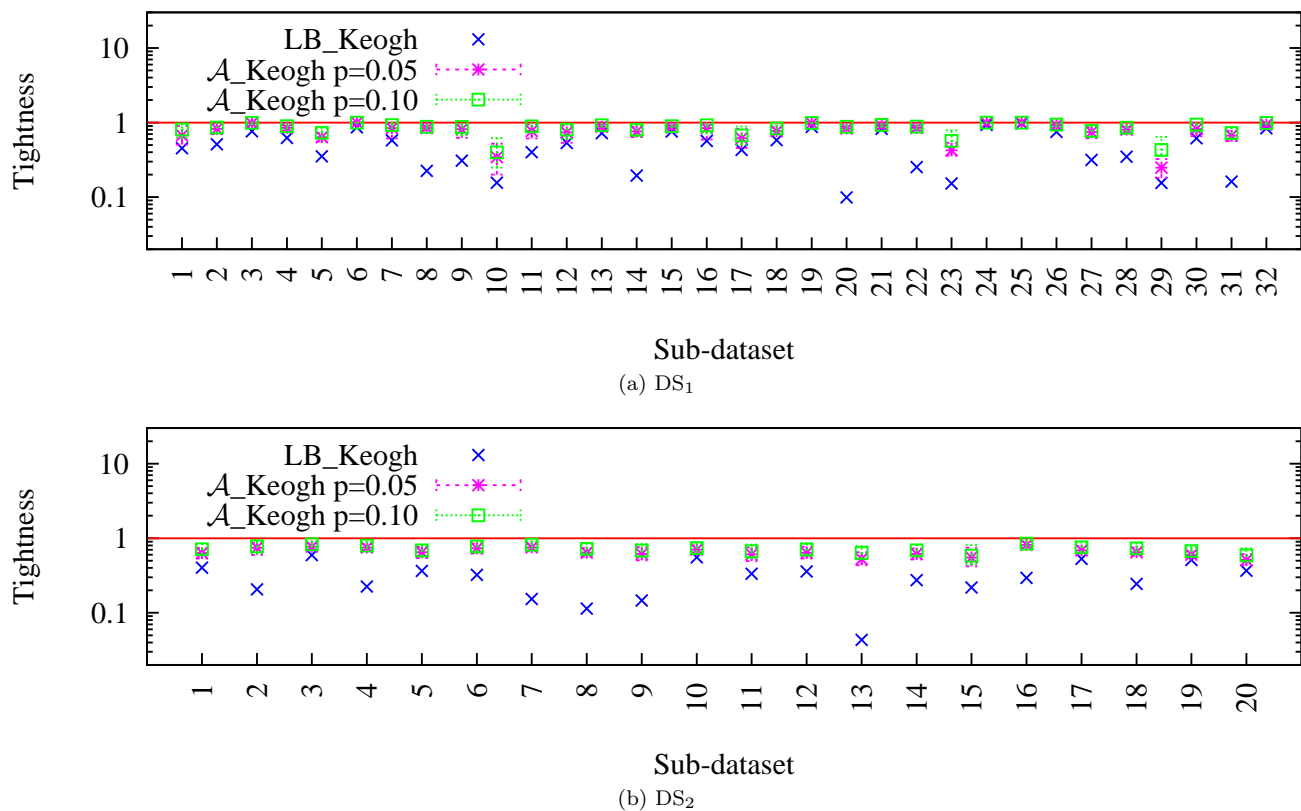 10
1
0.1
Tightness
LB_Keogh
𝒜_Keogh p=0.05
𝒜_Keogh p=0.10
1 2 3 4 5 6 7 8 9 10 11 12 13 14 15 16 17 18 19 20 21 22 23 24 25 26 27 28 29 30 31 32
Sub-dataset
(a) DS₁
10
1
0.1
Tightness
LB_Keogh
𝒜_Keogh p=0.05
𝒜_Keogh p=0.10
1 2 3 4 5 6 7 8 9 10 11 12 13 14 15 16 17 18 19 20
Sub-dataset
(b) DS₂